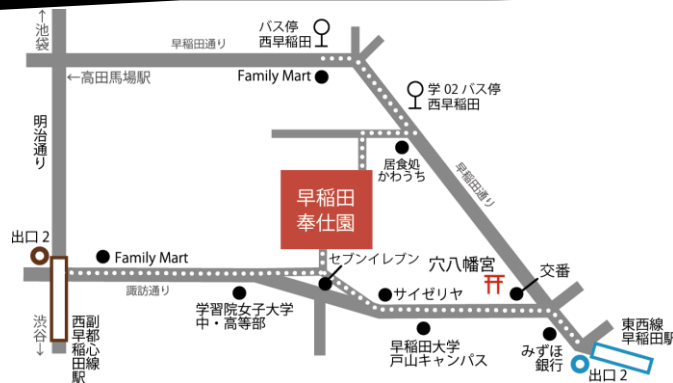 ←池袋
バス停
西早稲田
早稲田通り
←高田馬場駅
Family Mart
学 02 バス停
西早稲田
明治通り
居食処
かわうち
早稲田通り
早稲田
奉仕園
出口 2
Family Mart
セブンイレブン
穴八幡宮
交番
諏訪通り
サイゼリヤ
学習院女子大学
中・高等部
渋谷→
副都心線
西早稲田駅
早稲田大学
戸山キャンパス
みずほ
銀行
東西線
早稲田駅
出口 2